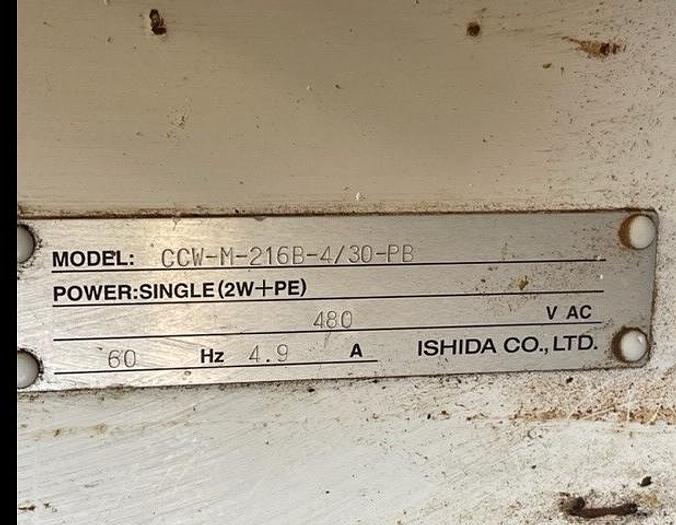 MODEL: CCW-M-216B-4/30-PB
POWER:SINGLE(2W+PE)
480 V AC
60 Hz 4.9 A ISHIDA CO., LTD.